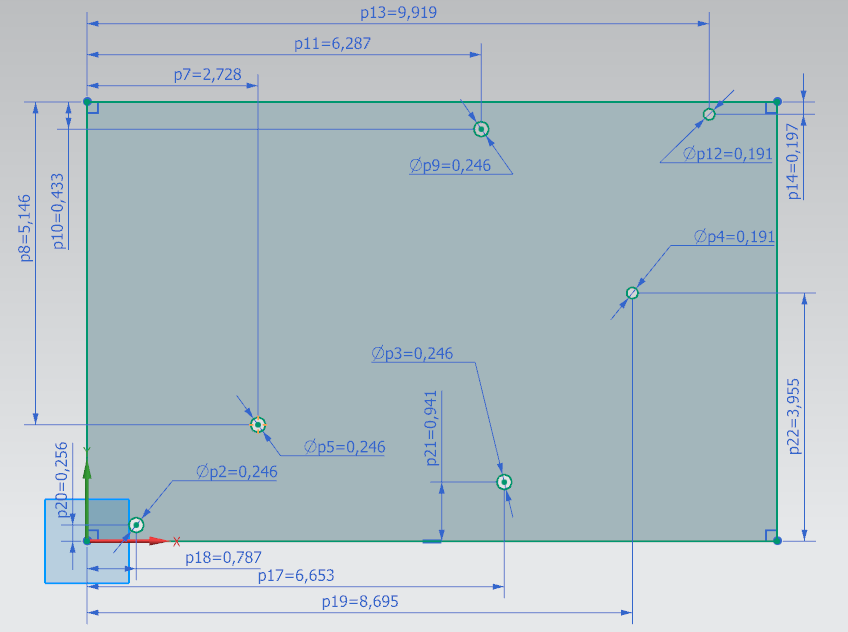 p13=9,919
p11=6,287
p7=2,728
∅p9=0,246
∅p12=0,191
p14=0,197
p10=0,433
p8=5,146
∅p4=0,191
∅p3=0,246
p21=0,941
p22=3,955
∅p5=0,246
∅p2=0,246
p20=0,256
Y
X
p18=0,787
p17=6,653
p19=8,695